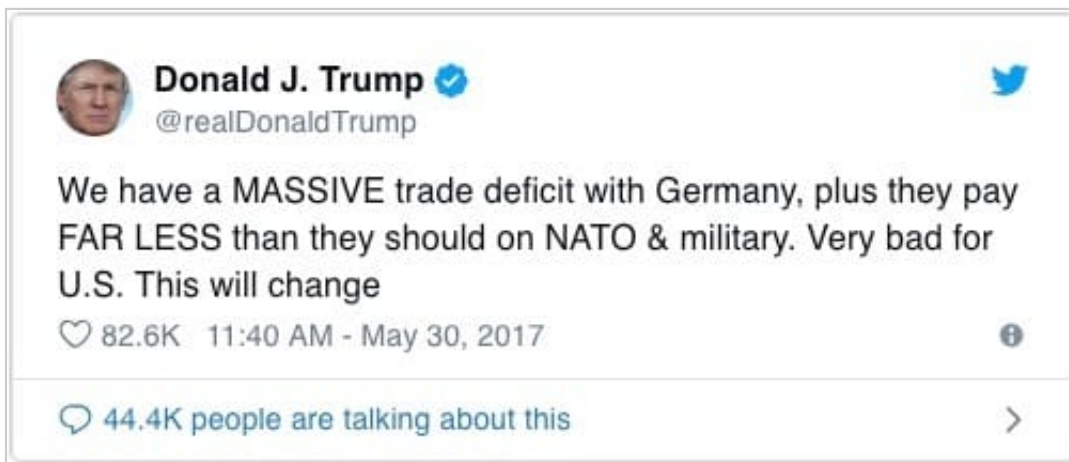 Donald J. Trump
@realDonaldTrump
We have a MASSIVE trade deficit with Germany, plus they pay
FAR LESS than they should on NATO & military. Very bad for
U.S. This will change
82.6K 11:40 AM - May 30, 2017
44.4K people are talking about this